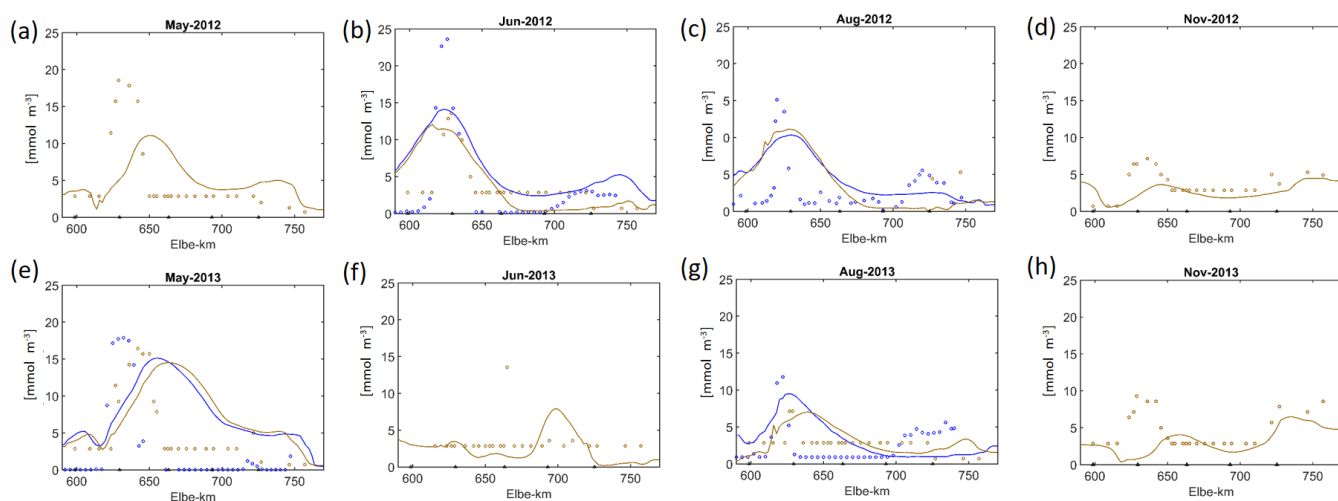 (a) May-2012
25
20
15
10
5
0
[mmol m⁻³]
600 650 700 750
Elbe-km
(b) Jun-2012
25
20
15
10
5
0
[mmol m⁻³]
600 650 700 750
Elbe-km
(c) Aug-2012
25
20
15
0
5
0
[mmol m⁻³]
600 650 700 750
Elbe-km
(d) Nov-2012
25
20
15
10
5
0
[mmol m⁻³]
600 650 700 750
Elbe-km
(e) May-2013
25
20
15
10
5
0
[mmol m⁻³]
600 650 700 750
Elbe-km
(f) Jun-2013
25
20
15
10
5
0
[mmol m⁻³]
600 650 700 750
Elbe-km
(g) Aug-2013
25
20
15
10
5
0
[mmol m⁻³]
600 650 700 750
Elbe-km
(h) Nov-2013
25
20
15
10
5
0
[mmol m⁻³]
600 650 700 750
Elbe-km